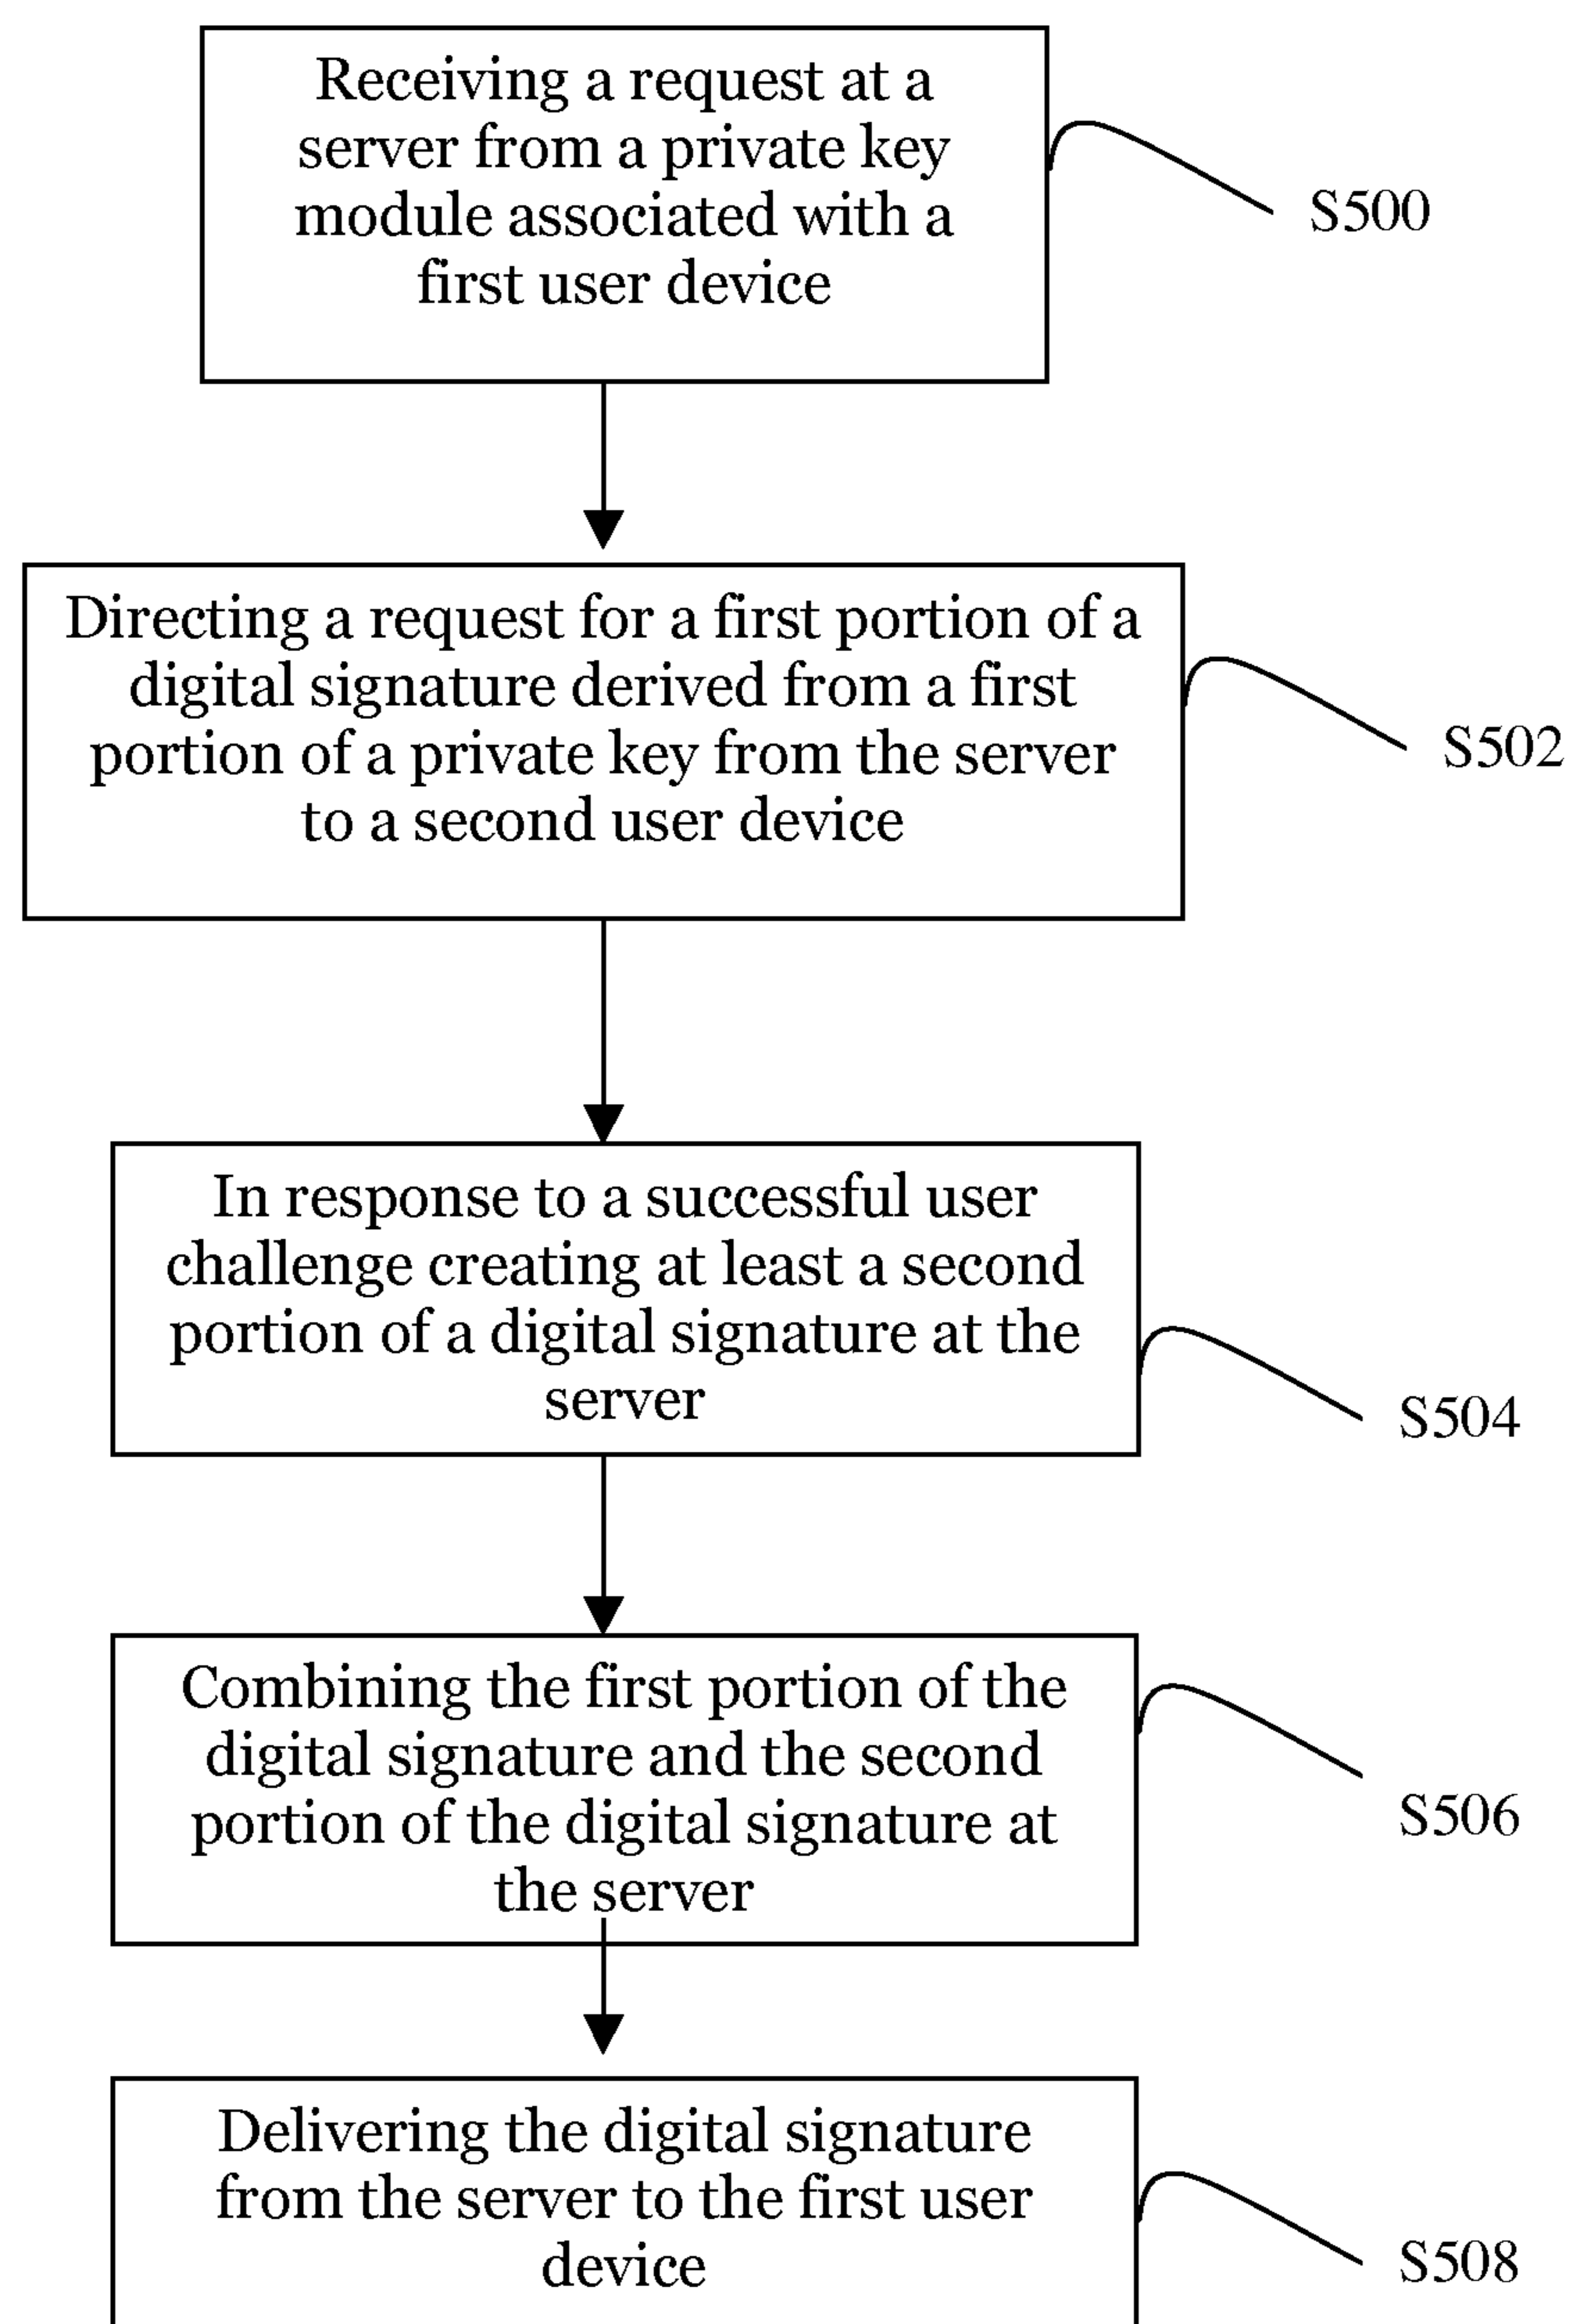 Receiving a request at a
server from a private key
module associated with a
first user device
S500
Directing a request for a first portion of a
digital signature derived from a first
portion of a private key from the server
to a second user device
S502
In response to a successful user
challenge creating at least a second
portion of a digital signature at the
server
S504
Combining the first portion of the
digital signature and the second
portion of the digital signature at
the server
S506
Delivering the digital signature
from the server to the first user
device
S508